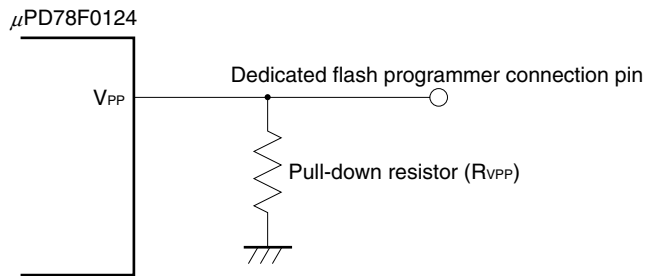 μPD78F0124
Dedicated flash programmer connection pin
VPP
Pull-down resistor (RVPP)